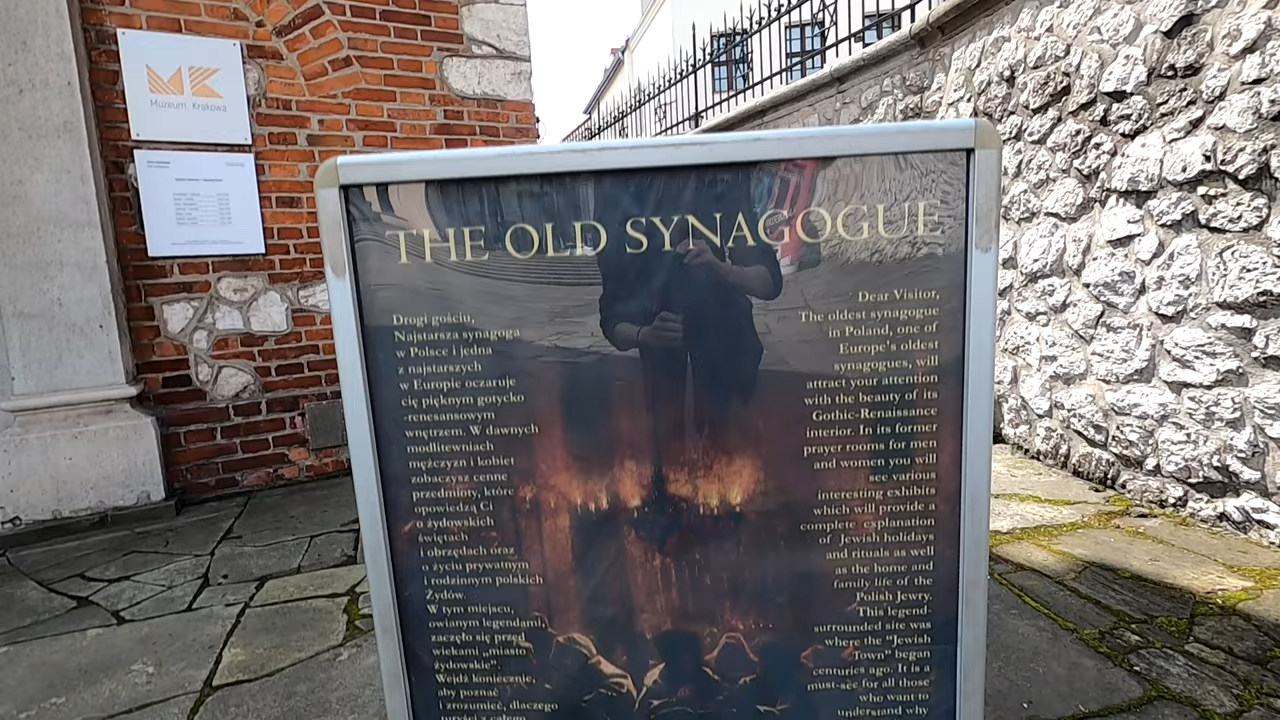 Muzeum Krakowa
THE OLD SYNAGOGUE
Drogi gościu,
Najstarsza synagoga
w Polsce i jedna
z najstarszych
w Europie oczaruje
cię pięknym gotycko
-renesansowym
wnętrzem. W dawnych
modlitewniach
mężczyzn i kobiet
zobaczysz cenne
przedmioty, które
opowiedzą Ci
o żydowskich
świętach
i obrzędach oraz
o życiu prywatnym
i rodzinnym polskich
Żydów.
W tym miejscu,
owianym legendami,
zaczęło się przed
wiekami „miasto
żydowskie”.
Wejdź koniecznie,
aby poznać
i zrozumieć, dlaczego
turyści z całego
Dear Visitor,
The oldest synagogue
in Poland, one of
Europe's oldest
synagogues, will
attract your attention
with the beauty of its
Gothic-Renaissance
interior. In its former
prayer rooms for men
and women you will
see various
interesting exhibits
which will provide a
complete explanation
of Jewish holidays
and rituals as well
as the home and
family life of the
Polish Jewry.
This legend-
surrounded site was
where the “Jewish
Town” began
centuries ago. It is a
must-see for all those
who want to
understand why